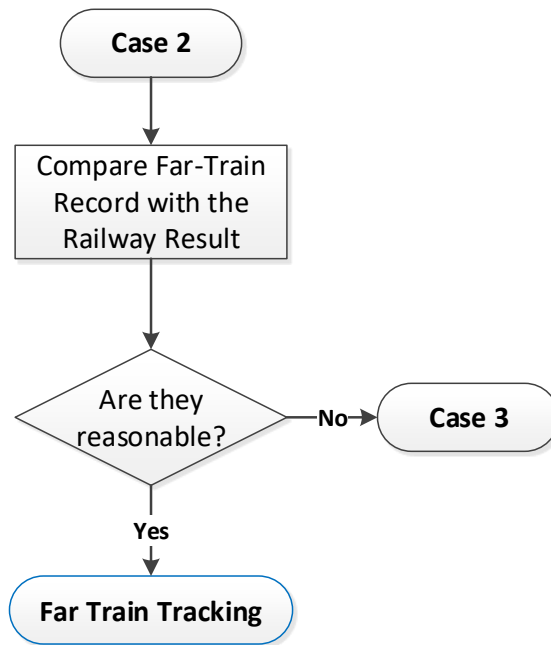 Case 2
Compare Far-Train
Record with the
Railway Result
Are they
reasonable?
No
Case 3
Yes
Far Train Tracking